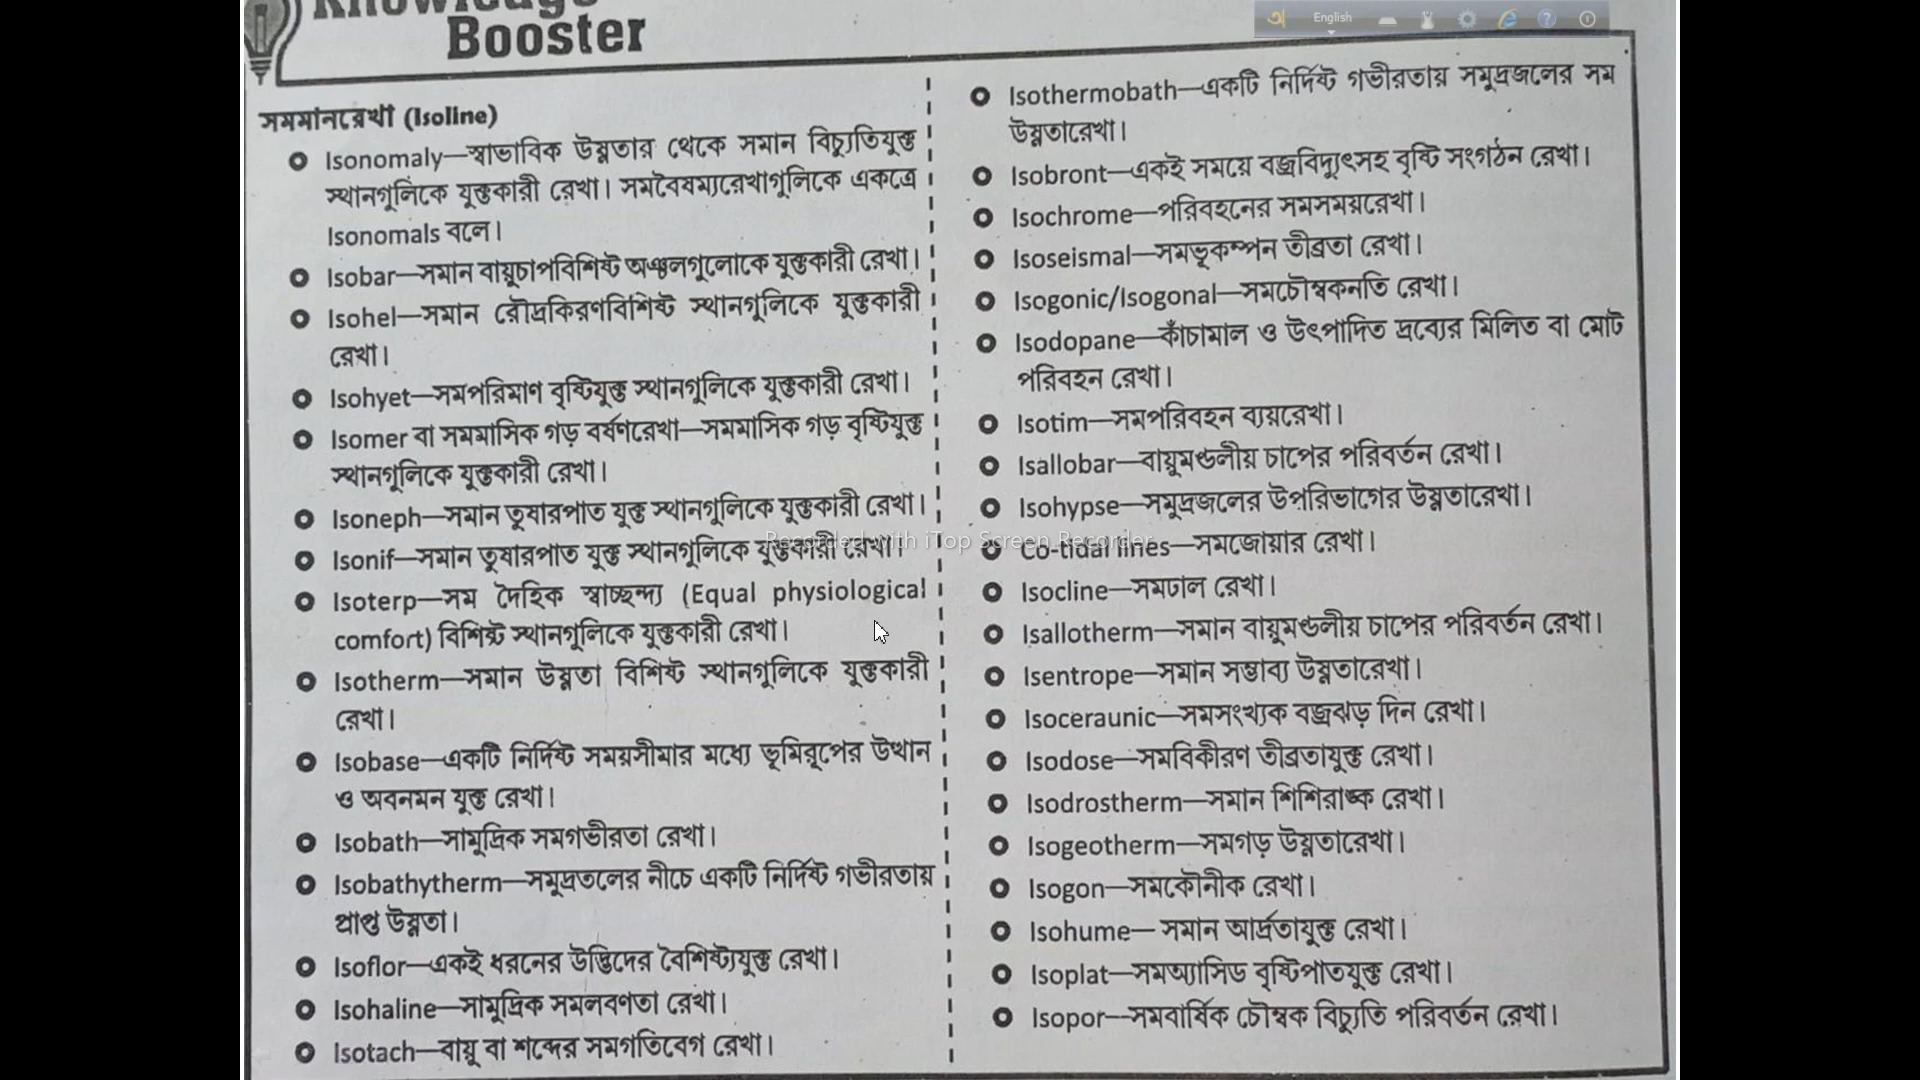 Knowledge
Booster
English
সমমানরেখা (Isoline)
Isonomaly—স্বাভাবিক উষ্ণতার থেকে সমান বিচ্যুতিযুক্ত
স্থানগুলিকে যুক্তকারী রেখা। সমবৈষম্যরেখাগুলিকে একত্রে
Isonomals বলে।
Isobar—সমান বায়ুচাপবিশিষ্ট অঞ্চলগুলোকে যুক্তকারী রেখা।
Isohel—সমান রৌদ্রকিরণবিশিষ্ট স্থানগুলিকে যুক্তকারী
রেখা।
Isohyet—সমপরিমাণ বৃষ্টিযুক্ত স্থানগুলিকে যুক্তকারী রেখা।
Isomer বা সমমাসিক গড় বর্ষণরেখা—সমমাসিক গড় বৃষ্টিযুক্ত
স্থানগুলিকে যুক্তকারী রেখা।
Isoneph—সমান তুষারপাত যুক্ত স্থানগুলিকে যুক্তকারী রেখা।
Isonif—সমান তুষারপাত যুক্ত স্থানগুলিকে যুক্তকারী রেখা।
Isoterp—সম দৈহিক স্বাচ্ছন্দ্য (Equal physiological
comfort) বিশিষ্ট স্থানগুলিকে যুক্তকারী রেখা।
Isotherm—সমান উষ্ণতা বিশিষ্ট স্থানগুলিকে যুক্তকারী
রেখা।
Isobase—একটি নির্দিষ্ট সময়সীমার মধ্যে ভূমিরূপের উত্থান
ও অবনমন যুক্ত রেখা।
Isobath—সামুদ্রিক সমগভীরতা রেখা।
Isobathytherm—সমুদ্রতলের নীচে একটি নির্দিষ্ট গভীরতায়
প্রাপ্ত উষ্ণতা।
Isoflor—একই ধরনের উদ্ভিদের বৈশিষ্ট্যযুক্ত রেখা।
Isohaline—সামুদ্রিক সমলবণতা রেখা।
Isotach—বায়ু বা শব্দের সমগতিবেগ রেখা।
Isothermobath—একটি নির্দিষ্ট গভীরতায় সমুদ্রজলের সম
উষ্ণতারেখা।
Isobront—একই সময়ে বজ্রবিদ্যুৎসহ বৃষ্টি সংগঠন রেখা।
Isochrome—পরিবহনের সমসময়রেখা।
Isoseismal—সমভূকম্পন তীব্রতা রেখা।
Isogonic/Isogonal—সমচৌম্বকনতি রেখা।
Isodopane—কাঁচামাল ও উৎপাদিত দ্রব্যের মিলিত বা মোট
পরিবহন রেখা।
Isotim—সমপরিবহন ব্যয়রেখা।
Isallobar—বায়ুমণ্ডলীয় চাপের পরিবর্তন রেখা।
Isohypse—সমুদ্রজলের উপরিভাগের উষ্ণতারেখা।
Recorded with iTop Screen Recorder
Co-tidal lines—সমজোয়ার রেখা।
Isocline—সমঢাল রেখা।
Isallotherm—সমান বায়ুমণ্ডলীয় চাপের পরিবর্তন রেখা।
Isentrope—সমান সম্ভাব্য উষ্ণতারেখা।
Isoceraunic—সমসংখ্যক বজ্রঝড় দিন রেখা।
Isodose—সমবিকীরণ তীব্রতাযুক্ত রেখা।
Isodrostherm—সমান শিশিরাঙ্ক রেখা।
Isogeotherm—সমগড় উষ্ণতারেখা।
Isogon—সমকৌনীক রেখা।
Isohume— সমান আর্দ্রতাযুক্ত রেখা।
Isoplat—সমঅ্যাসিড বৃষ্টিপাতযুক্ত রেখা।
Isopor—সমবার্ষিক চৌম্বক বিচ্যুতি পরিবর্তন রেখা।